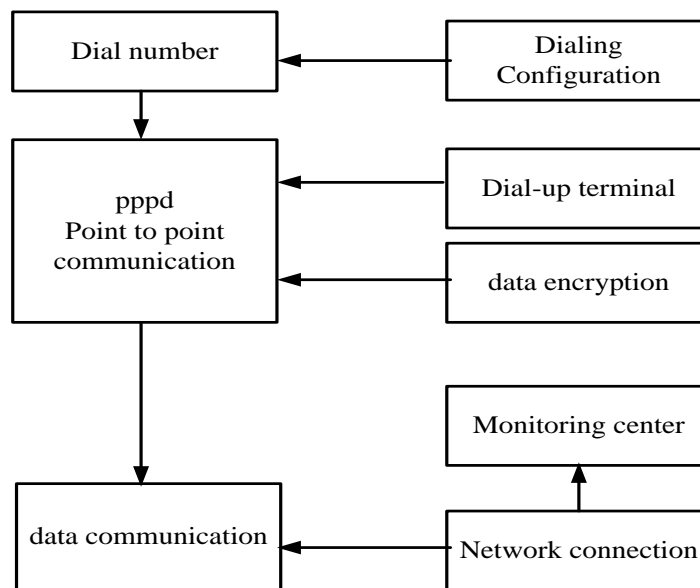 Dial number
Dialing
Configuration
pppd
Point to point
communication
Dial-up terminal
data encryption
Monitoring center
data communication
Network connection